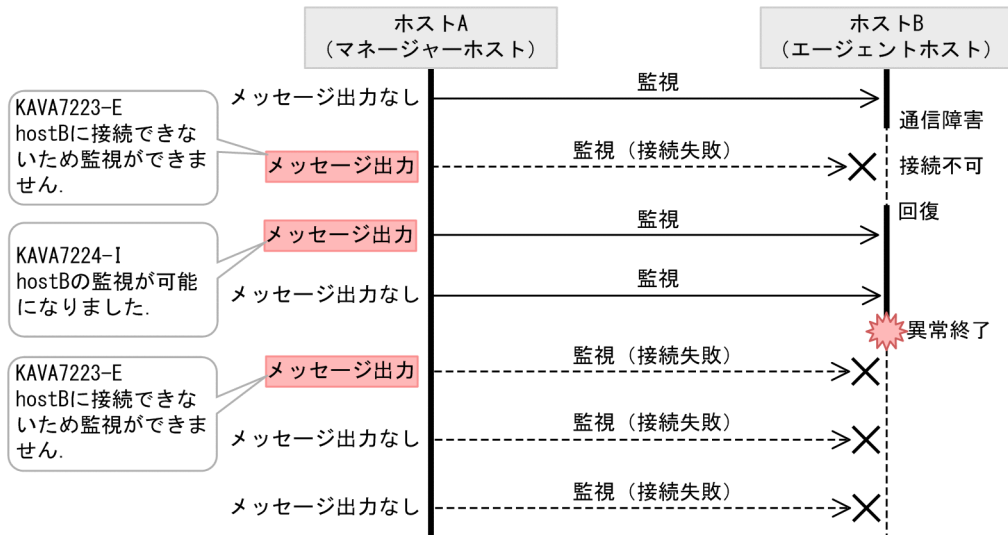 ホストA
(マネージャーホスト)
ホストB
(エージェントホスト)
メッセージ出力なし
監視
KAVA7223-E
hostBに接続できな
いため監視ができま
せん.
通信障害
メッセージ出力
監視(接続失敗)
接続不可
回復
メッセージ出力
監視
KAVA7224-I
hostBの監視が可能
になりました.
メッセージ出力なし
監視
異常終了
KAVA7223-E
hostBに接続できな
いため監視ができま
せん.
メッセージ出力
監視(接続失敗)
メッセージ出力なし
監視(接続失敗)
メッセージ出力なし
監視(接続失敗)